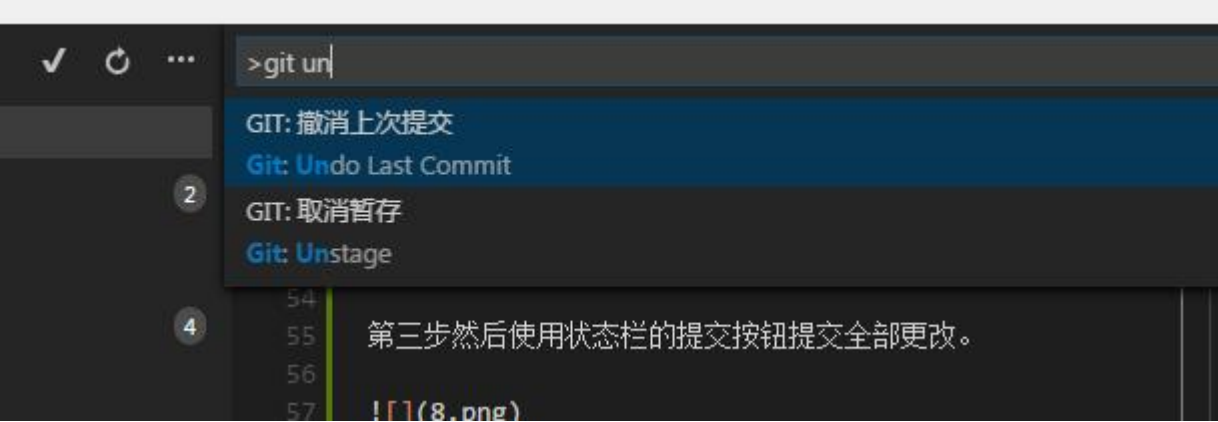 >git un
GIT: 撤消上次提交
Git: Undo Last Commit
2
GIT: 取消暂存
Git: Unstage
54
4
55 第三步然后使用状态栏的提交按钮提交全部更改。
56
57 ![](8.png)